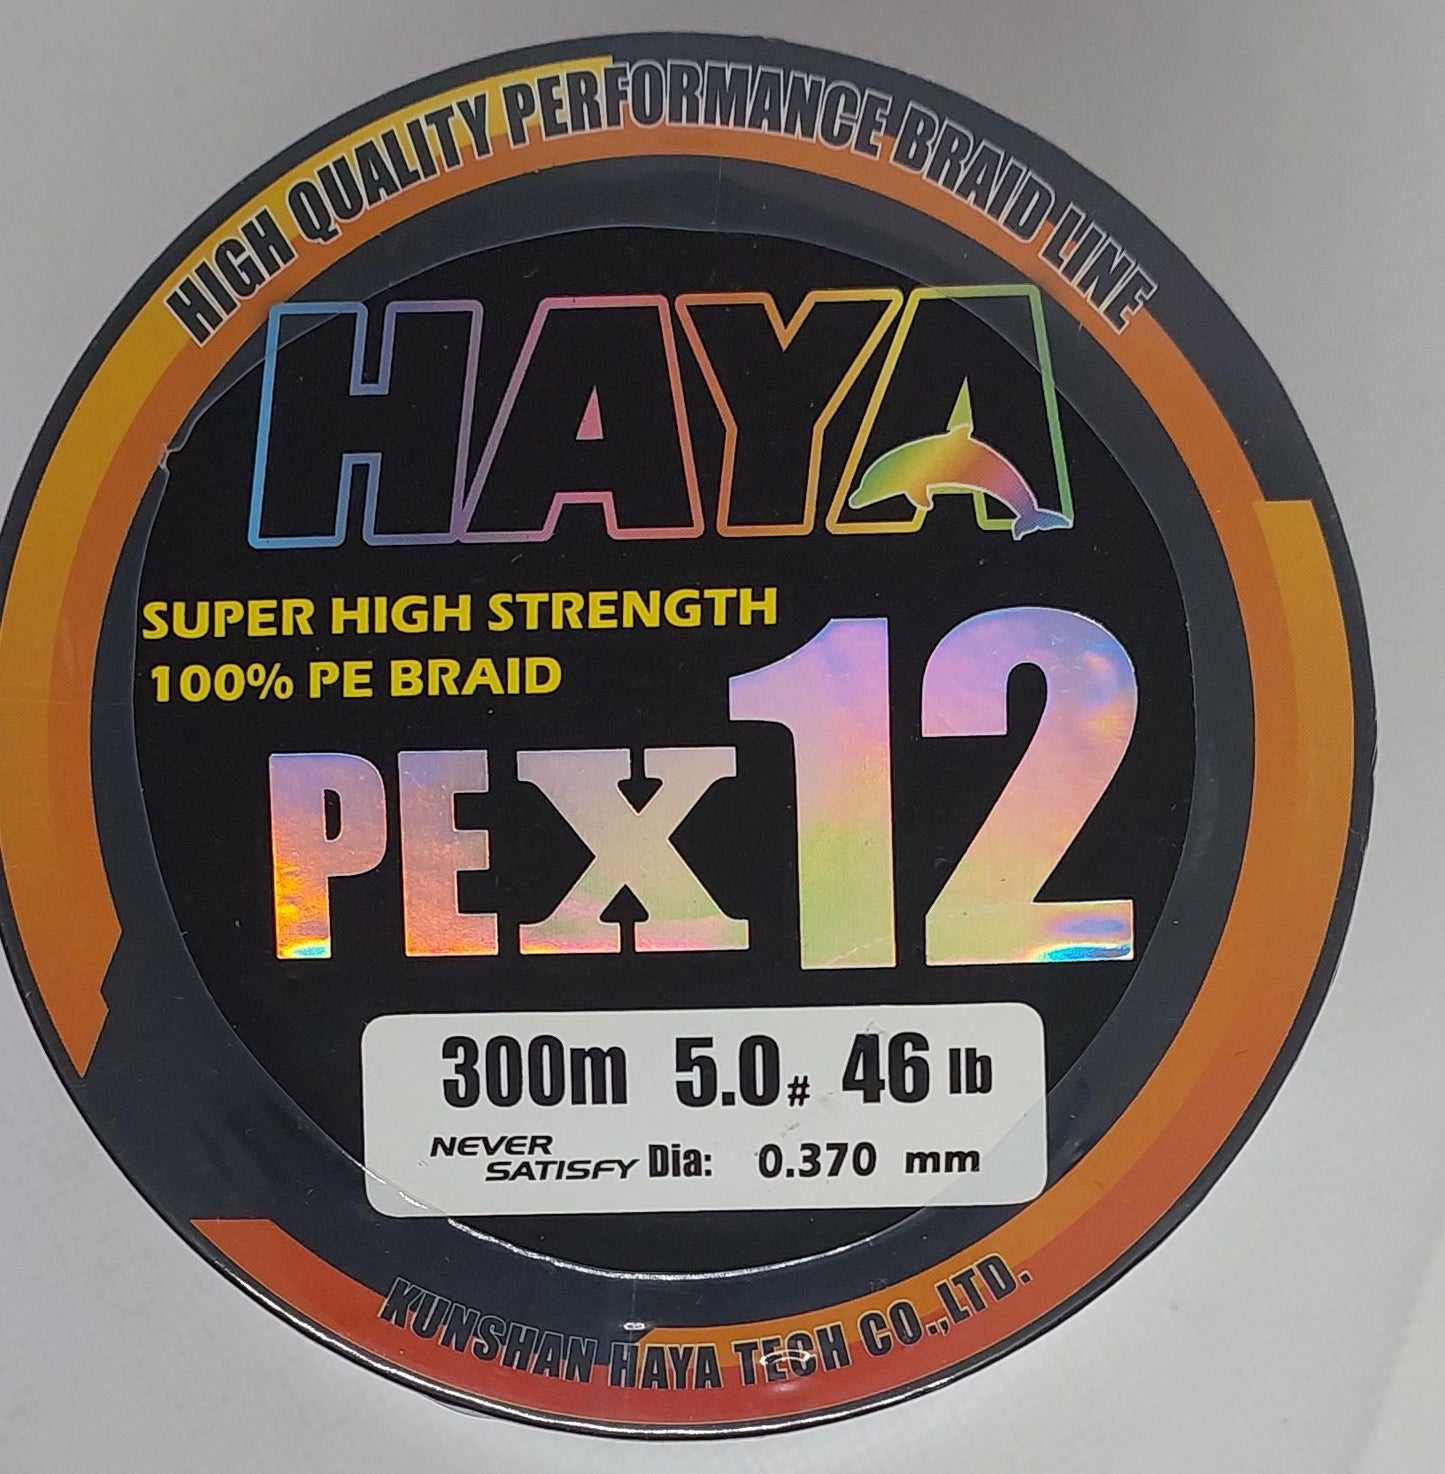 HIGH QUALITY PERFORMANCE BRAID LINE
HAYA
SUPER HIGH STRENGTH
100% PE BRAID
PEX12
300m 5.0# 46 lb
NEVER
SATISFY Dia: 0.370 mm
KUNSHAN HAYA TECH CO.,LTD.